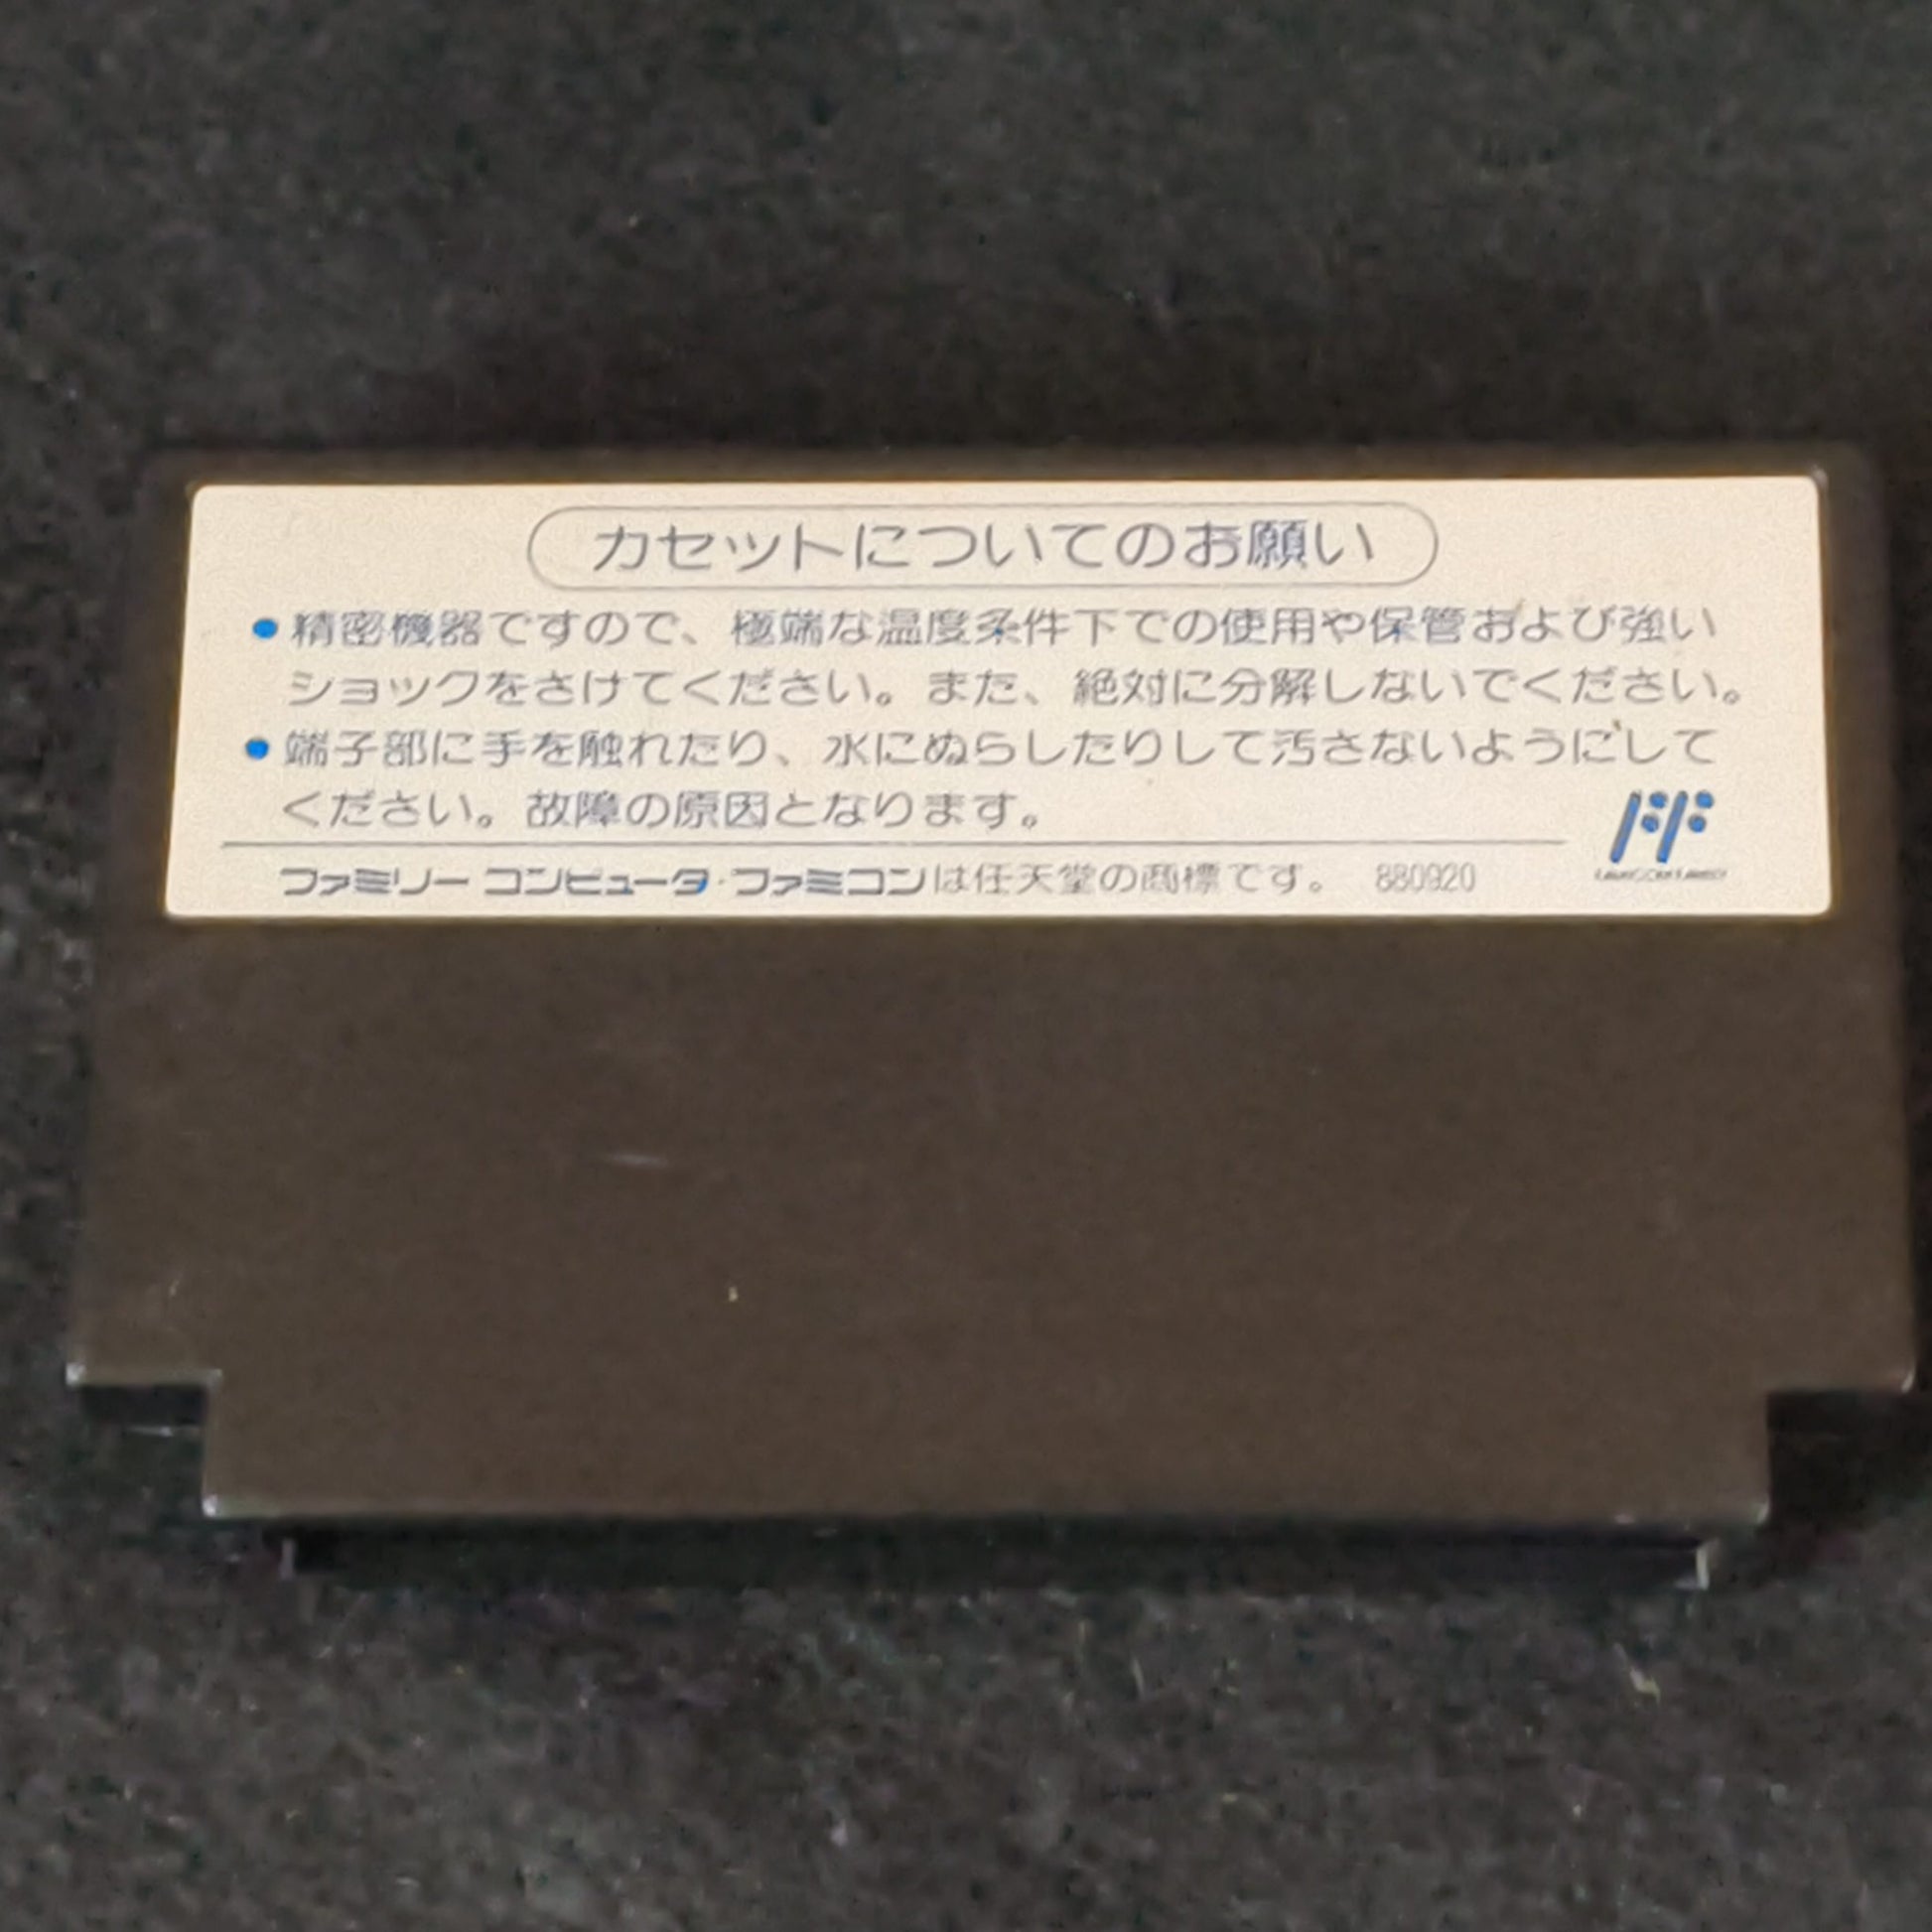 カセットについてのお願い
●精密機器ですので、極端な温度条件下での使用や保管および強い
ショックをさけてください。また、絶対に分解しないでください。
●端子部に手を触れたり、水にぬらしたりして汚さないようにして
ください。故障の原因となります。
ファミリーコンピュータ・ファミコンは任天堂の商標です。 880920